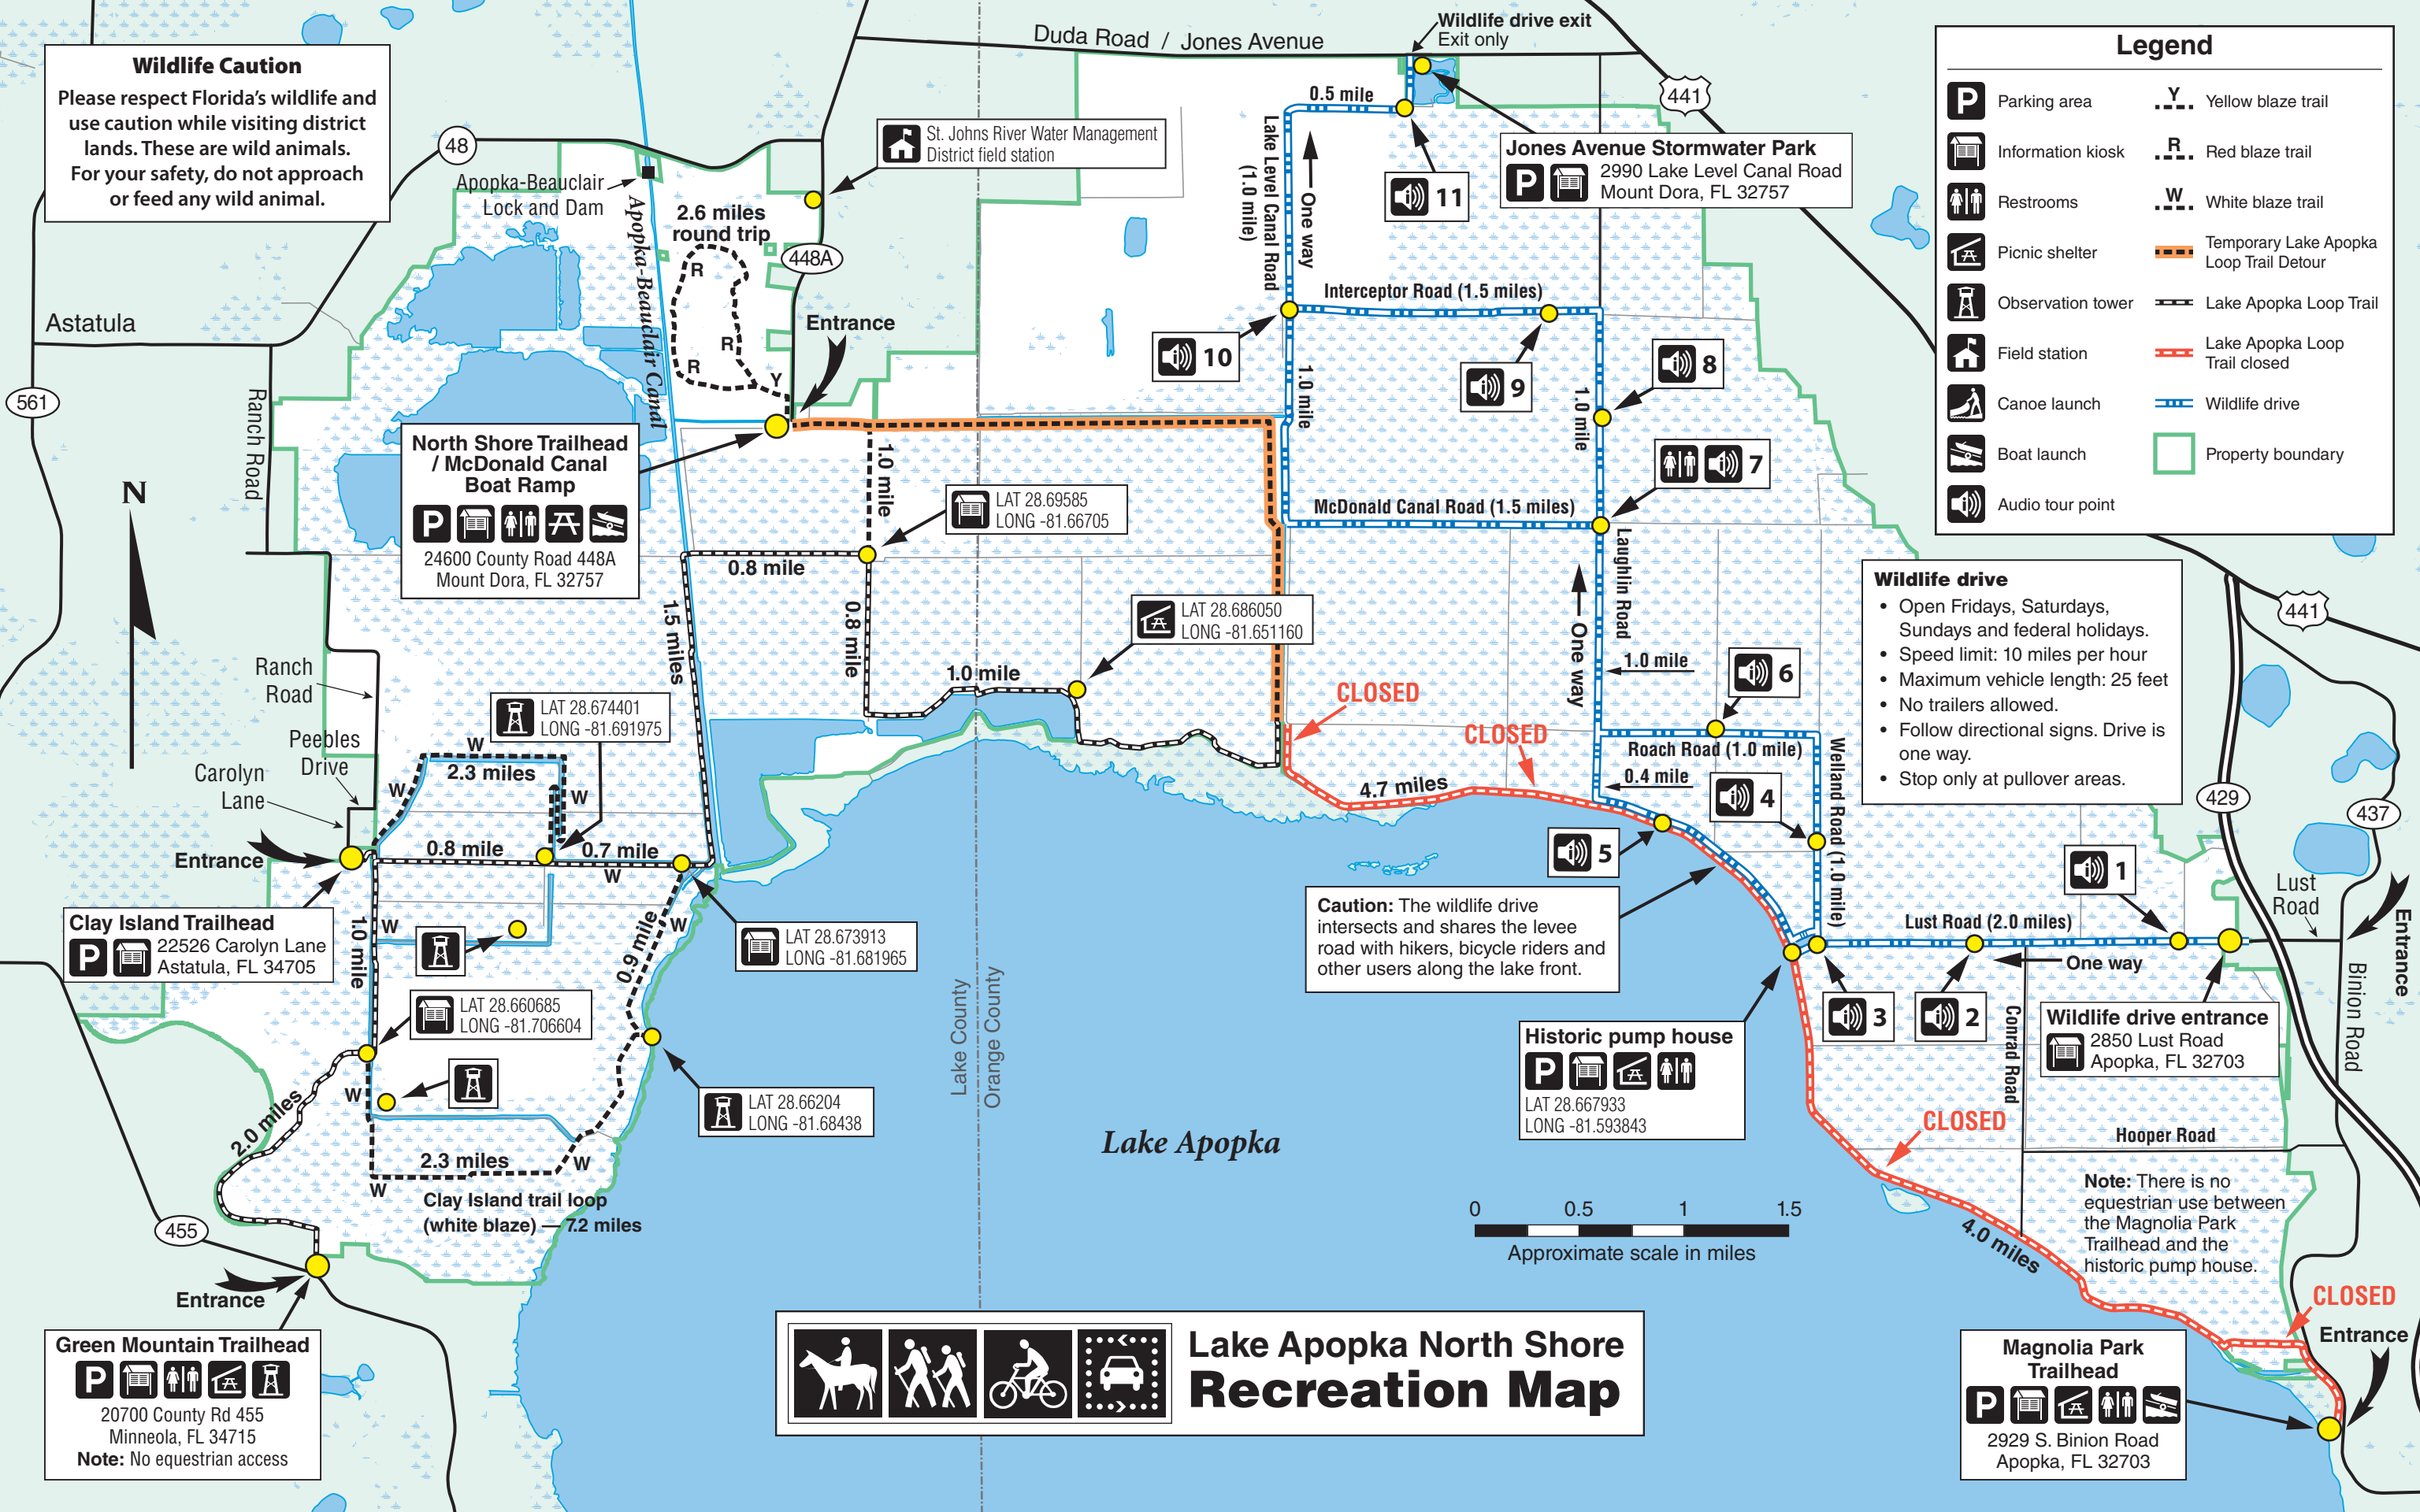 Wildlife Caution
Please respect Florida's wildlife and
use caution while visiting district
lands. These are wild animals.
For your safety, do not approach
or feed any wild animal.
Duda Road / Jones Avenue
Wildlife drive exit
Exit only
441
Legend
Parking area
Information kiosk
Restrooms
Picnic shelter
Observation tower
Field station
Canoe launch
Boat launch
Audio tour point
Y
Yellow blaze trail
R
Red blaze trail
W
White blaze trail
Temporary Lake Apopka
Loop Trail Detour
Lake Apopka Loop Trail
Lake Apopka Loop
Trail closed
Wildlife drive
Property boundary
48
Apopka-Beauclair
Lock and Dam
Apopka-Beauclair Canal
2.6 miles
round trip
R
R
R
Y
448A
St. Johns River Water Management
District field station
Entrance
Astatula
561
Ranch Road
N
North Shore Trailhead
/ McDonald Canal
Boat Ramp
P
24600 County Road 448A
Mount Dora, FL 32757
0.5 mile
Lake Level Canal Road
(1.0 mile)
One way
11
Jones Avenue Stormwater Park
P
2990 Lake Level Canal Road
Mount Dora, FL 32757
Interceptor Road (1.5 miles)
10
9
8
1.0 mile
1.0 mile
7
McDonald Canal Road (1.5 miles)
Laughlin Road
One way
1.0 mile
LAT 28.69585
LONG -81.66705
0.8 mile
1.5 miles
0.8 mile
LAT 28.686050
LONG -81.651160
1.0 mile
1.0 mile
6
Roach Road (1.0 mile)
0.4 mile
4
Welland Road (1.0 mile)
5
CLOSED
CLOSED
4.7 miles
Wildlife drive
• Open Fridays, Saturdays,
Sundays and federal holidays.
• Speed limit: 10 miles per hour
• Maximum vehicle length: 25 feet
• No trailers allowed.
• Follow directional signs. Drive is
one way.
• Stop only at pullover areas.
441
429
437
Lust
Road
Entrance
Binion Road
1
Lust Road (2.0 miles)
One way
3
2
Conrad Road
Wildlife drive entrance
2850 Lust Road
Apopka, FL 32703
Hooper Road
Caution: The wildlife drive
intersects and shares the levee
road with hikers, bicycle riders and
other users along the lake front.
Historic pump house
P
LAT 28.667933
LONG -81.593843
CLOSED
4.0 miles
Note: There is no
equestrian use between
the Magnolia Park
Trailhead and the
historic pump house.
CLOSED
Entrance
Magnolia Park
Trailhead
P
2929 S. Binion Road
Apopka, FL 32703
Ranch
Road
Peebles
Drive
Carolyn
Lane
Entrance
Clay Island Trailhead
P
22526 Carolyn Lane
Astatula, FL 34705
LAT 28.674401
LONG -81.691975
W
2.3 miles
W
W
0.8 mile
0.7 mile
W
1.0 mile
W
W
0.9 mile
LAT 28.673913
LONG -81.681965
LAT 28.660685
LONG -81.706604
W
2.0 miles
LAT 28.66204
LONG -81.68438
2.3 miles
W
W
Clay Island trail loop
(white blaze) — 7.2 miles
455
Entrance
Green Mountain Trailhead
P
20700 County Rd 455
Minneola, FL 34715
Note: No equestrian access
Lake County
Orange County
Lake Apopka
0 0.5 1 1.5
Approximate scale in miles
Lake Apopka North Shore
Recreation Map